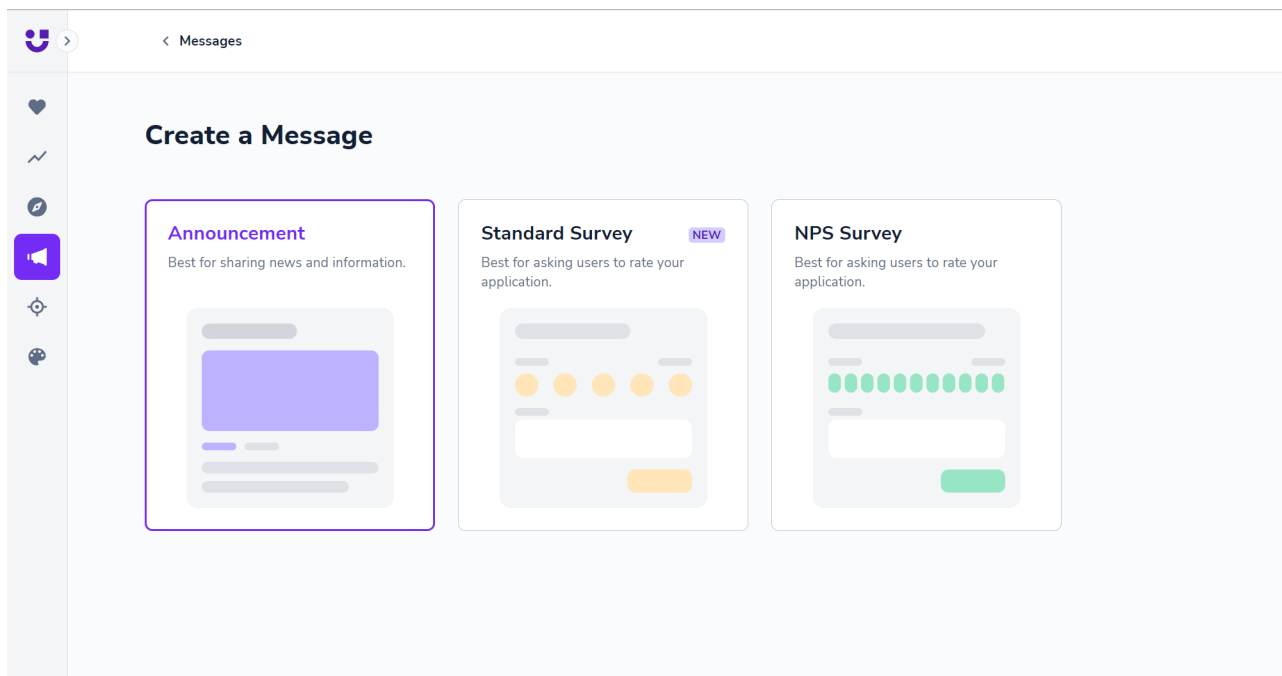 Messages
Create a Message
Announcement
Best for sharing news and information.
Standard Survey NEW
Best for asking users to rate your
application.
NPS Survey
Best for asking users to rate your
application.